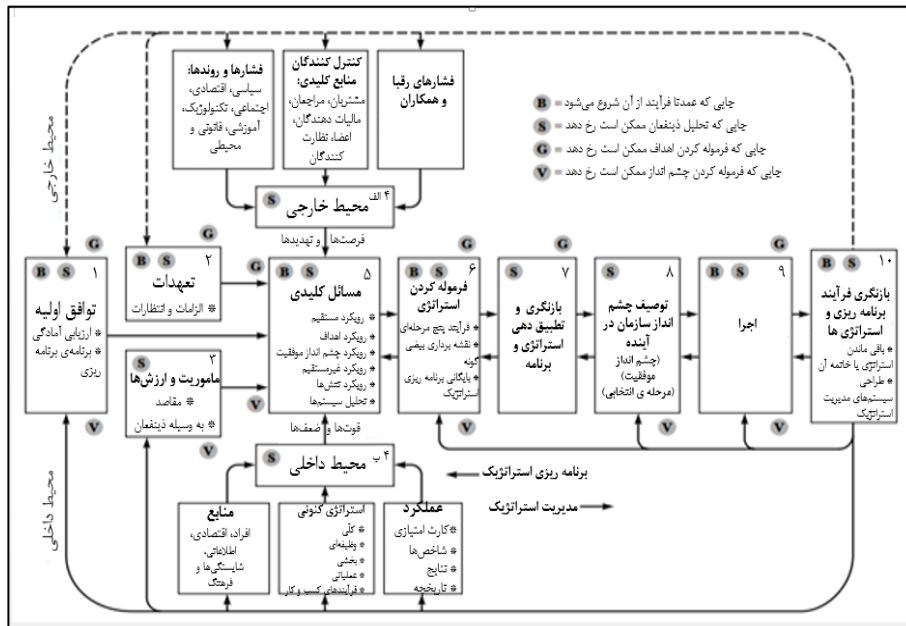 فشارها و روندها:
سیاسی، اقتصادی،
اجتماعی، تکنولوژیک،
آموزشی، قانونی و
محیطی
کنترل کنندگان
منابع کلیدی:
مشتریان، مراجعان،
مالیات دهندگان،
اعضا، نظارت
کنندگان
فشارهای رقبا
و همکاران
B = جایی که عمدتا فرآیند از آن شروع می‌شود
S = جایی که تحلیل ذینفعان ممکن است رخ دهد
G = جایی که فرموله کردن اهداف ممکن است رخ دهد
V = جایی که فرموله کردن چشم انداز ممکن است رخ دهد
محیط خارجی
محیط داخلی
S
۴ الف
محیط خارجی
فرصت‌ها و تهدیدها
G
B S ۱
توافق اولیه
* ارزیابی آمادگی
* برنامه‌ی برنامه
ریزی
V
G
B S ۲
تعهدات
* الزامات و انتظارات
S ۳
ماموریت و ارزش‌ها
* مقاصد
* به وسیله ذینفعان
V
G
B S ۵
مسائل کلیدی
* رویکرد مستقیم
* رویکرد اهداف
* رویکرد چشم انداز موفقیت
* رویکرد غیرمستقیم
* رویکرد تنش‌ها
* تحلیل سیستم‌ها
V
قوت‌ها و ضعف‌ها
G
B S ۶
فرموله کردن
استراتژی
* فرآیند پنج مرحله‌ای
* نقشه برداری بیضی
گونه
* بایگانی برنامه ریزی
استراتژیک
V
G
S ۷
بازنگری و
تطبیق دهی
استراتژی و
برنامه
S ۸
توصیف چشم
انداز سازمان در
آینده
(چشم انداز
موفقیت)
(مرحله ی انتخابی)
V
G
B S ۹
اجرا
V
B S ۱۰
بازنگری فرآیند
برنامه ریزی و
استراتژی ها
* باقی ماندن
استراتژی یا خاتمه آن
* طراحی
سیستم‌های مدیریت
استراتژیک
S
۴ ب
محیط داخلی
برنامه ریزی استراتژیک
مدیریت استراتژیک
منابع
افراد، اقتصادی،
اطلاعاتی،
شایستگی‌ها و
فرهنگ
استراتژی کنونی
* کلی
* وظیفه‌ای
* بخشی
* عملیاتی
* فرآیندهای کسب و کار
عملکرد
* کارت امتیازی
* شاخص‌ها
* نتایج
* تاریخچه